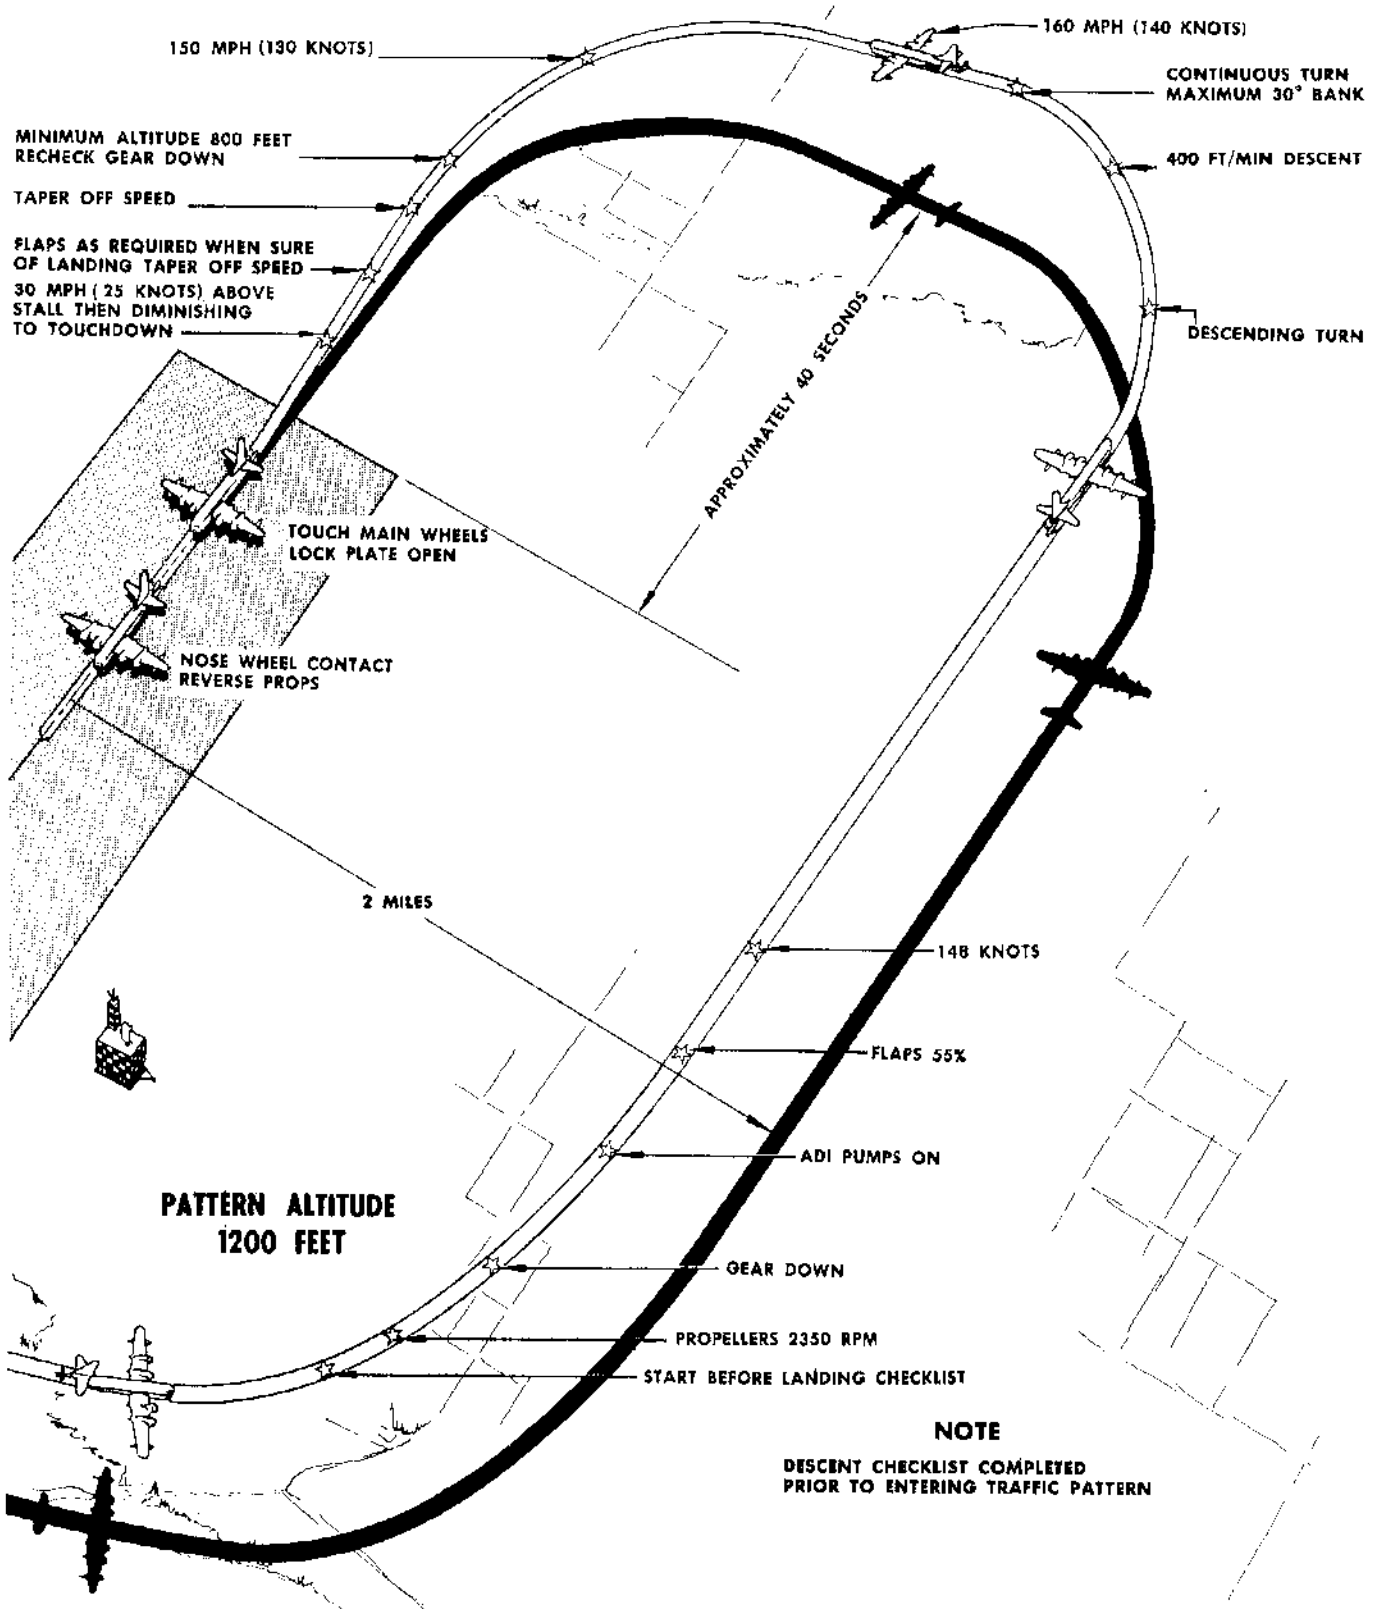 150 MPH (130 KNOTS)
160 MPH (140 KNOTS)
CONTINUOUS TURN
MAXIMUM 30° BANK
MINIMUM ALTITUDE 800 FEET
RECHECK GEAR DOWN
400 FT/MIN DESCENT
TAPER OFF SPEED
FLAPS AS REQUIRED WHEN SURE
OF LANDING TAPER OFF SPEED
30 MPH (25 KNOTS) ABOVE
STALL THEN DIMINISHING
TO TOUCHDOWN
DESCENDING TURN
APPROXIMATELY 40 SECONDS
TOUCH MAIN WHEELS
LOCK PLATE OPEN
NOSE WHEEL CONTACT
REVERSE PROPS
2 MILES
148 KNOTS
FLAPS 55%
ADI PUMPS ON
PATTERN ALTITUDE
1200 FEET
GEAR DOWN
PROPELLERS 2350 RPM
START BEFORE LANDING CHECKLIST
NOTE
DESCENT CHECKLIST COMPLETED
PRIOR TO ENTERING TRAFFIC PATTERN